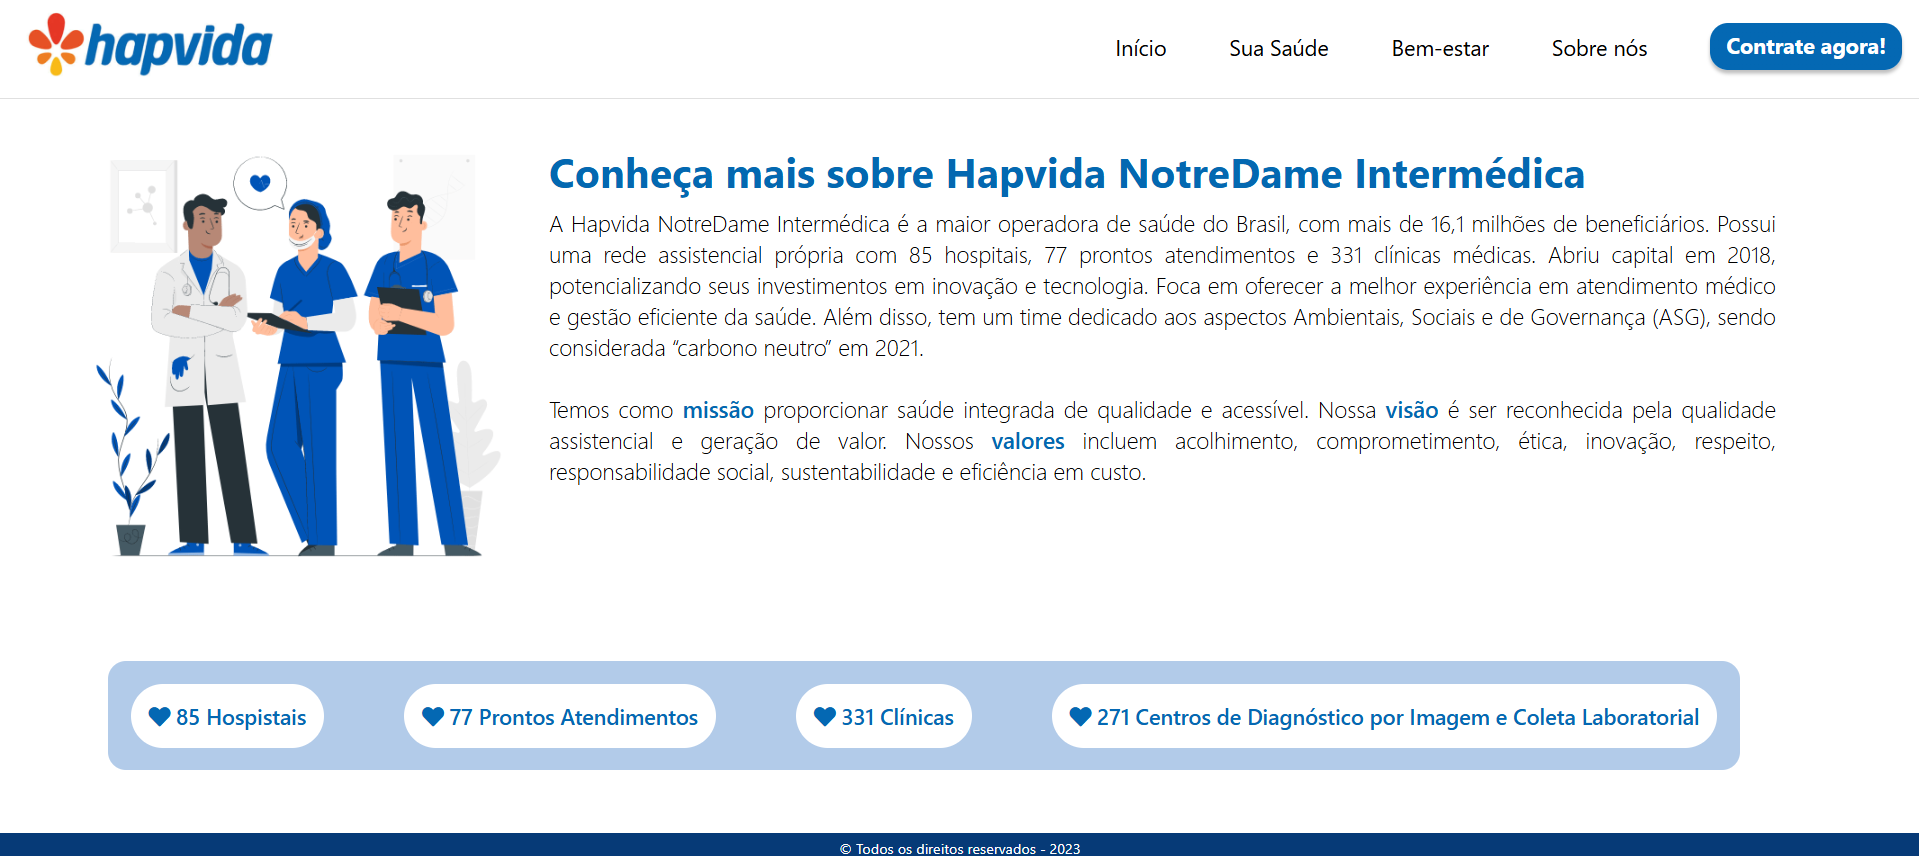 hapvida
Início Sua Saúde Bem-estar Sobre nós Contrate agora!
Conheça mais sobre Hapvida NotreDame Intermédica
A Hapvida NotreDame Intermédica é a maior operadora de saúde do Brasil, com mais de 16,1 milhões de beneficiários. Possui
uma rede assistencial própria com 85 hospitais, 77 prontos atendimentos e 331 clínicas médicas. Abriu capital em 2018,
potencializando seus investimentos em inovação e tecnologia. Foca em oferecer a melhor experiência em atendimento médico
e gestão eficiente da saúde. Além disso, tem um time dedicado aos aspectos Ambientais, Sociais e de Governança (ASG), sendo
considerada “carbono neutro” em 2021.
Temos como missão proporcionar saúde integrada de qualidade e acessível. Nossa visão é ser reconhecida pela qualidade
assistencial e geração de valor. Nossos valores incluem acolhimento, comprometimento, ética, inovação, respeito,
responsabilidade social, sustentabilidade e eficiência em custo.
85 Hospistais
77 Prontos Atendimentos
331 Clínicas
271 Centros de Diagnóstico por Imagem e Coleta Laboratorial
© Todos os direitos reservados - 2023